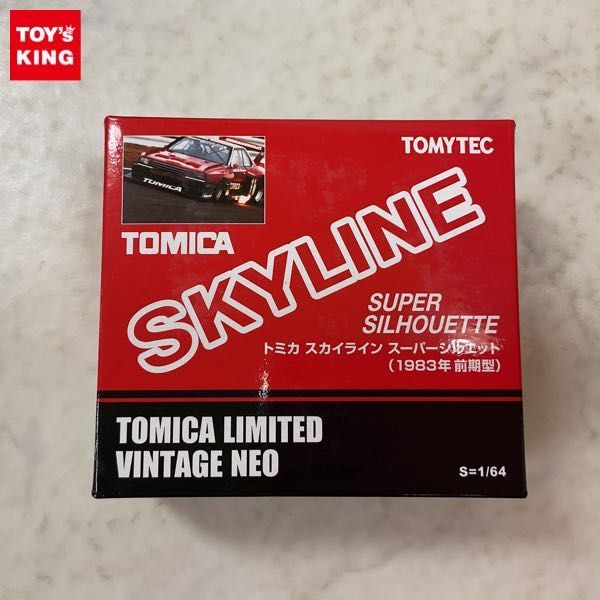 TOY's
KING
TOMYTEC
TOMICA
TOMICA
SKYLINE
SUPER
SILHOUETTE
トミカ スカイライン スーパーシルエット
(1983年 前期型)
TOMICA LIMITED
VINTAGE NEO
S=1/64